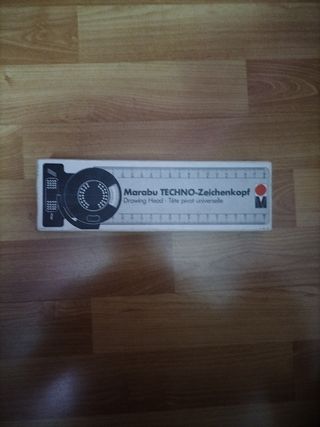 Marabu TECHNO-Zeichenkopf
Drawing Head · Tête pivot universelle
M